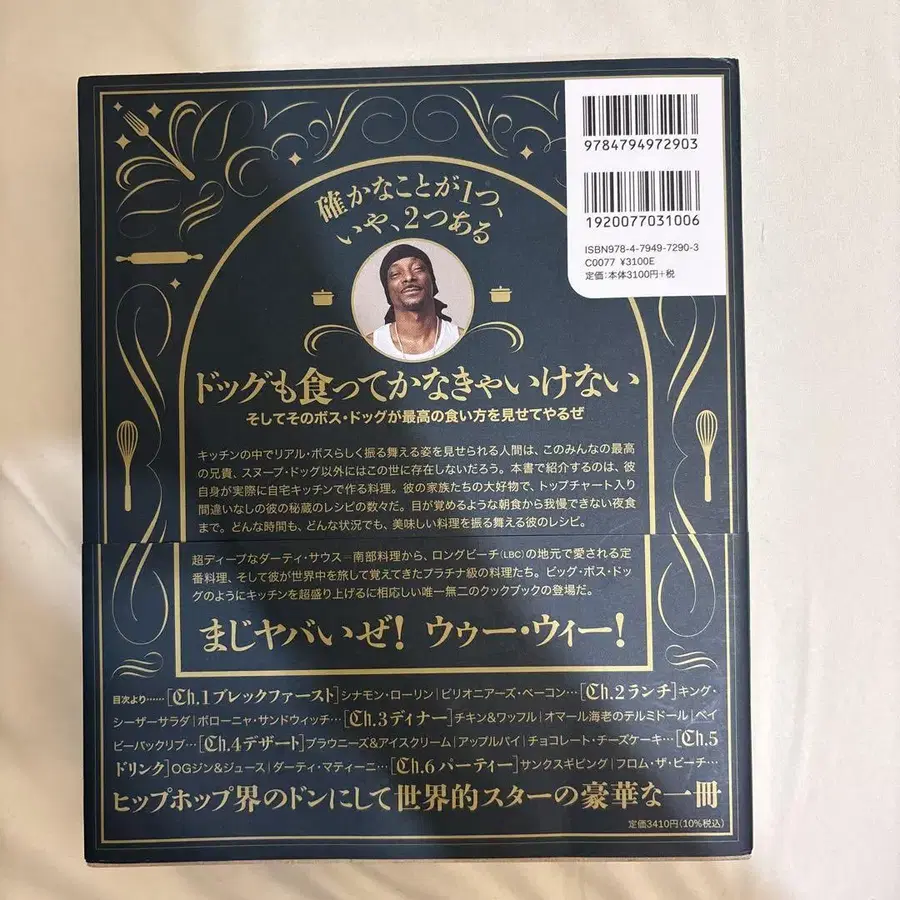 9784794972903
1920077031006
ISBN978-4-7949-7290-3
C0077 ¥3100E
定価：本体3100円+税
確かなことが1つ、
いや、2つある
ドッグも食ってかなきゃいけない
そしてそのボス・ドッグが最高の食い方を見せてやるぜ
キッチンの中でリアル・ボスらしく振る舞える姿を見せられる人間は、このみんなの最高
の兄貴、スヌープ・ドッグ以外にはこの世に存在しないだろう。本書で紹介するのは、彼
自身が実際に自宅キッチンで作る料理。彼の家族たちの大好物で、トップチャート入り
間違いなしの彼の秘蔵のレシピの数々だ。目が覚めるような朝食から我慢できない夜食
まで。どんな時間も、どんな状況でも、美味しい料理を振る舞える彼のレシピ。
超ディープなダーティ・サウス＝南部料理から、ロングビーチ（LBC）の地元で愛される定
番料理、そして彼が世界中を旅して覚えてきたプラチナ級の料理たち。ビッグ・ボス・ドッ
グのようにキッチンを超盛り上げるに相応しい唯一無二のクックブックの登場だ。
まじヤバいぜ！ ウゥー・ウィー！
目次より……［Ch.1 ブレックファースト］シナモン・ローリン｜ビリオニアーズ・ベーコン…［Ch.2 ランチ］キング・
シーザーサラダ｜ボローニャ・サンドウィッチ…［Ch.3 ディナー］チキン&ワッフル｜オマール海老のテルミドール｜ベイ
ビーバックリブ…［Ch.4 デザート］ブラウニーズ&アイスクリーム｜アップルパイ｜チョコレート・チーズケーキ…［Ch.5
ドリンク］OGジン&ジュース｜ダーティ・マティーニ…［Ch.6 パーティー］サンクスギビング｜フロム・ザ・ビーチ…
ヒップホップ界のドンにして世界的スターの豪華な一冊
定価3410円（10%税込）